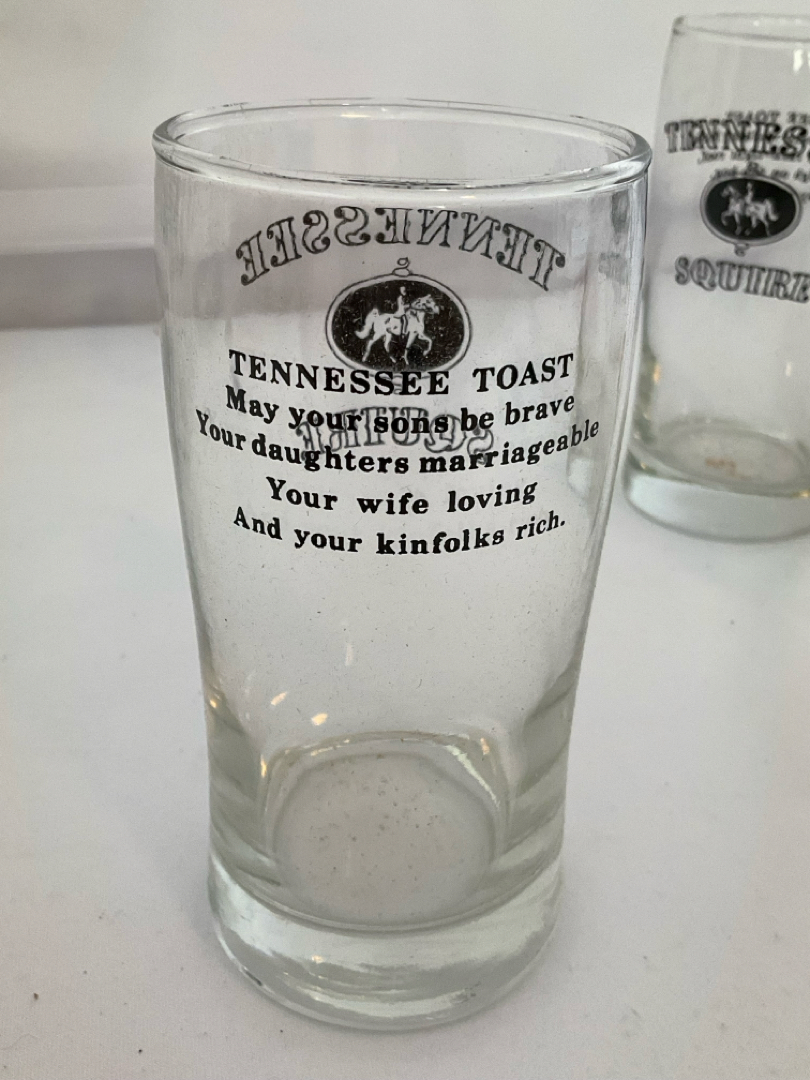 TENNESSEE
TENNESSEE TOAST
May your sons be brave
SQUIRE
Your daughters marriageable
Your wife loving
And your kinfolks rich.
SQUIRE